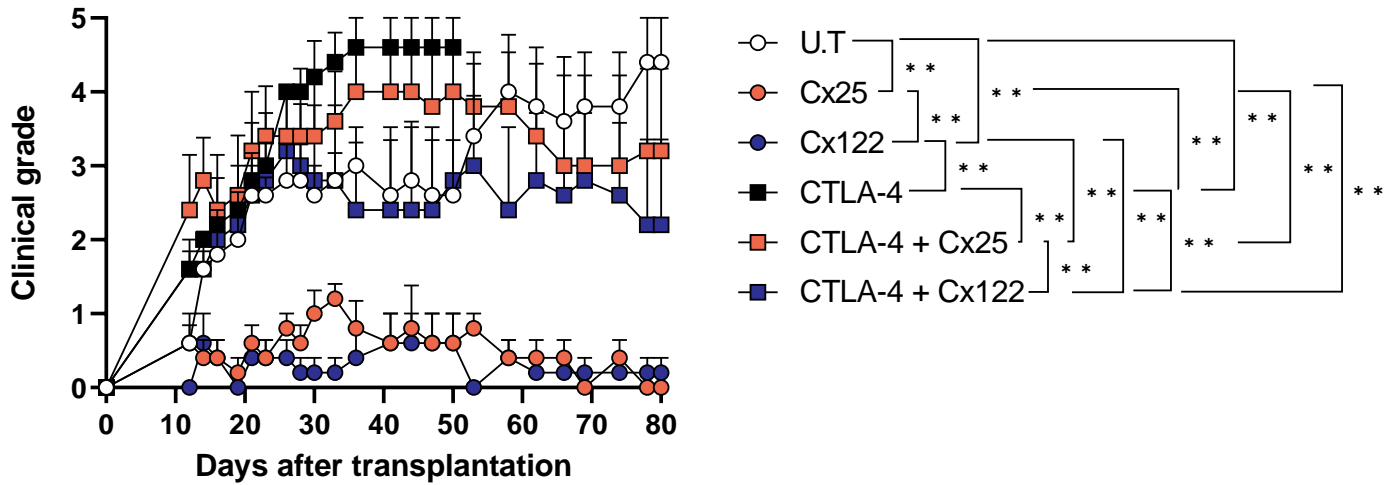 5
4
3
2
1
0
Clinical grade
0 10 20 30 40 50 60 70 80
Days after transplantation
U.T
Cx25
Cx122
CTLA-4
CTLA-4 + Cx25
CTLA-4 + Cx122
* *
* *
* *
* *
* *
* *
* *
* *
* *
* *
* *
* *
* *